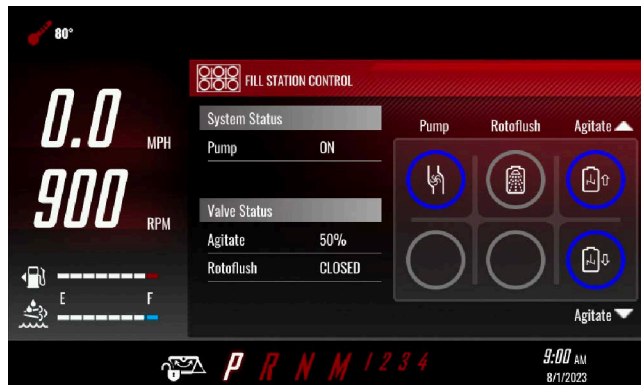 80°
FILL STATION CONTROL
0.0 MPH
900 RPM
System Status
Pump ON
Valve Status
Agitate 50%
Rotoflush CLOSED
Pump Rotoflush Agitate
Agitate
E F
P R N M 1 2 3 4
9:00 AM
8/1/2023